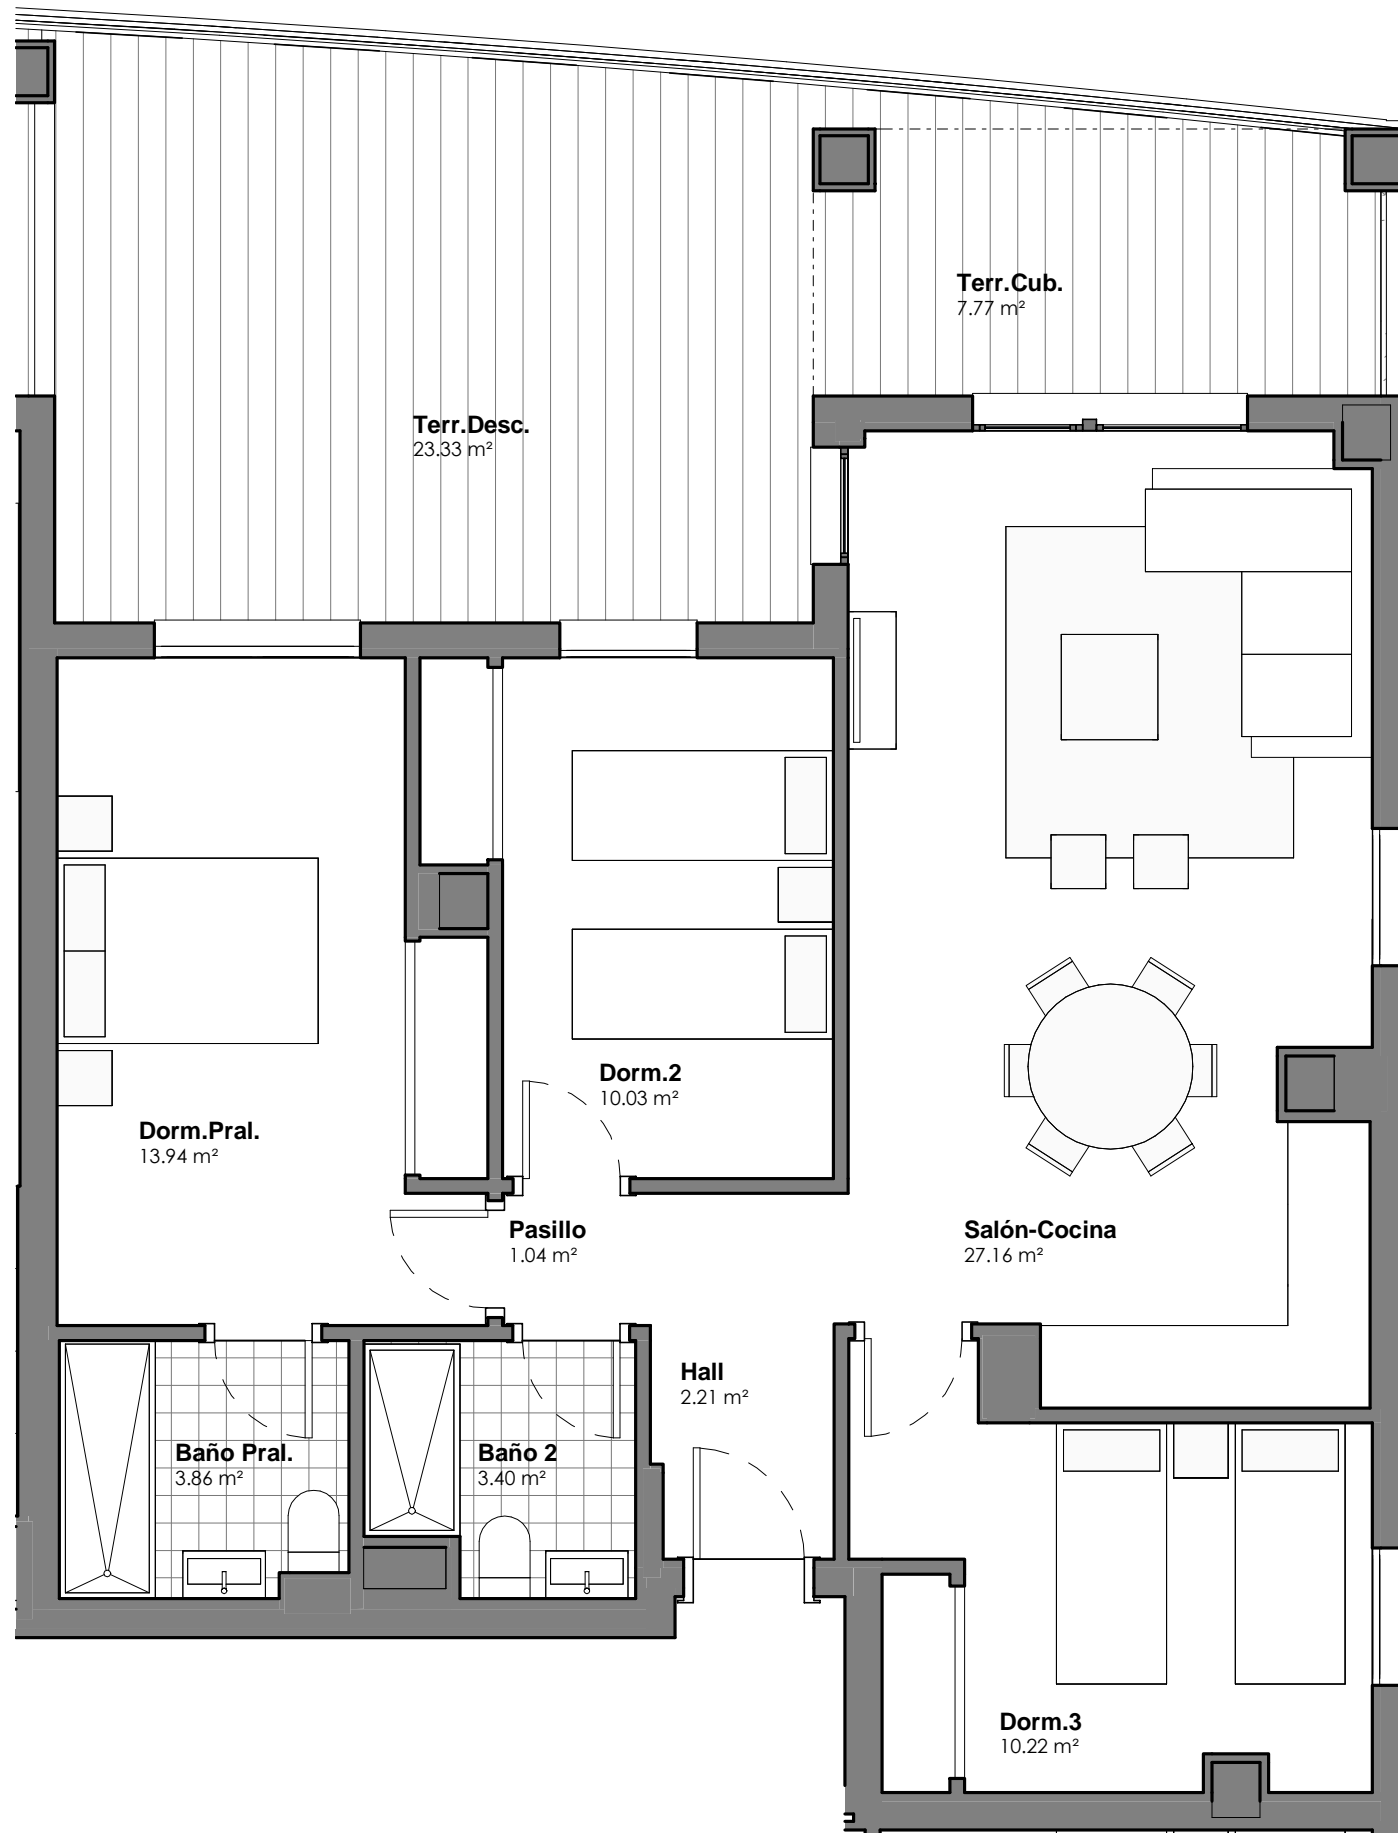 Terr.Cub.
7.77 m²
Terr.Desc.
23.33 m²
Dorm.2
10.03 m²
Dorm.Pral.
13.94 m²
Pasillo
1.04 m²
Salón-Cocina
27.16 m²
Hall
2.21 m²
Baño Pral.
3.86 m²
Baño 2
3.40 m²
Dorm.3
10.22 m²